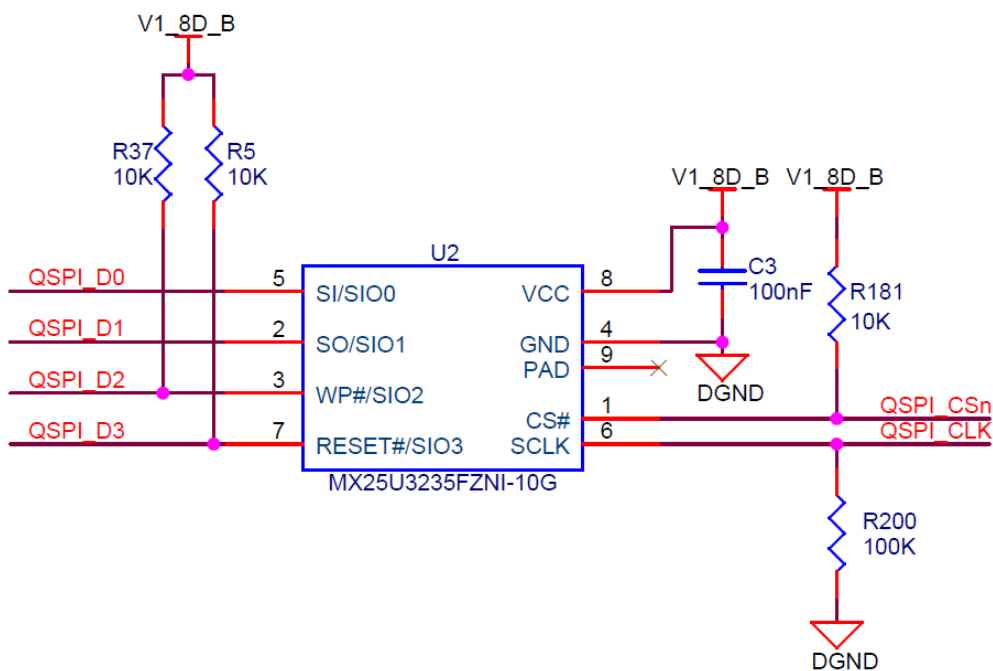 V1_8D_B
R37
10K
R5
10K
V1_8D_B
V1_8D_B
U2
C3
100nF
R181
10K
QSPI_D0
5
SI/SIO0
VCC
8
QSPI_D1
2
SO/SIO1
GND
4
QSPI_D2
3
WP#/SIO2
PAD
9
DGND
QSPI_D3
7
RESET#/SIO3
CS#
1
QSPI_CSn
SCLK
6
QSPI_CLK
MX25U3235FZNI-10G
R200
100K
DGND